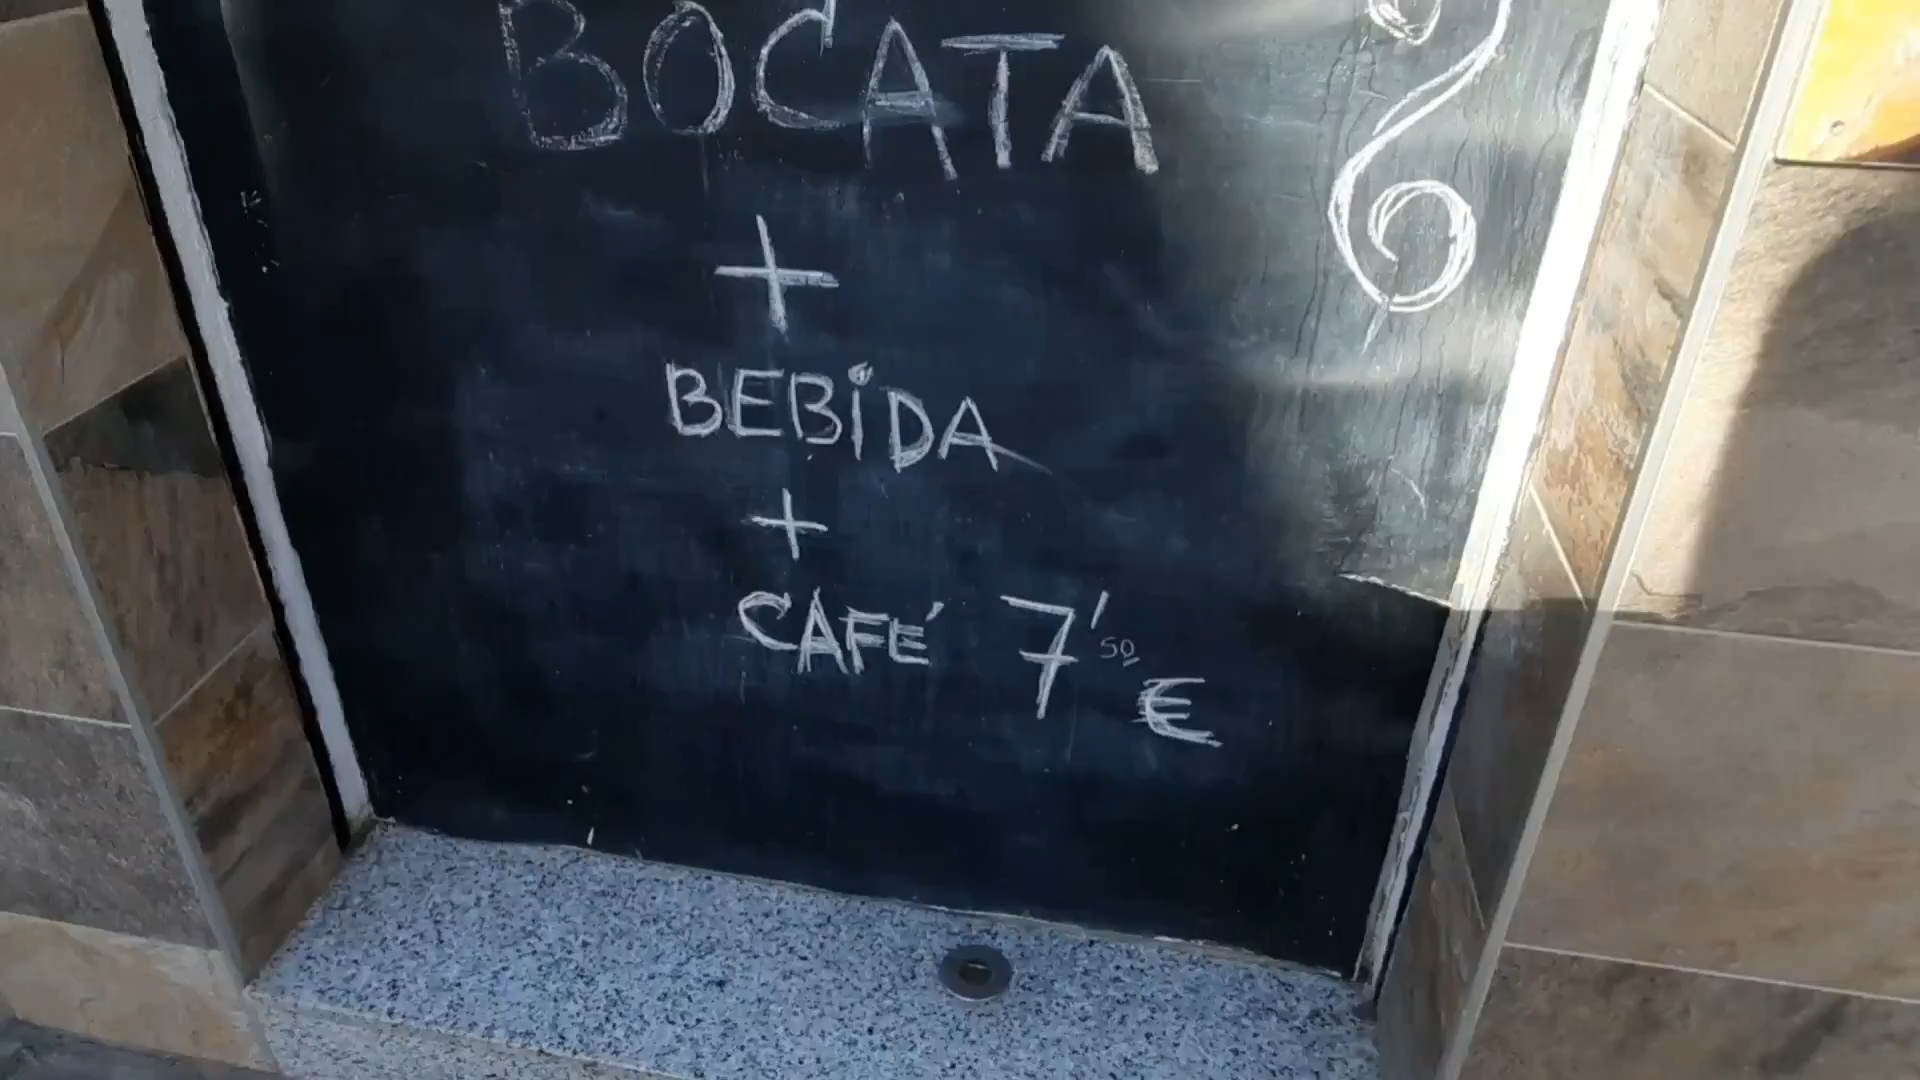 BOCATA
+
BEBiDA
+
CAFÉ 7'50 €